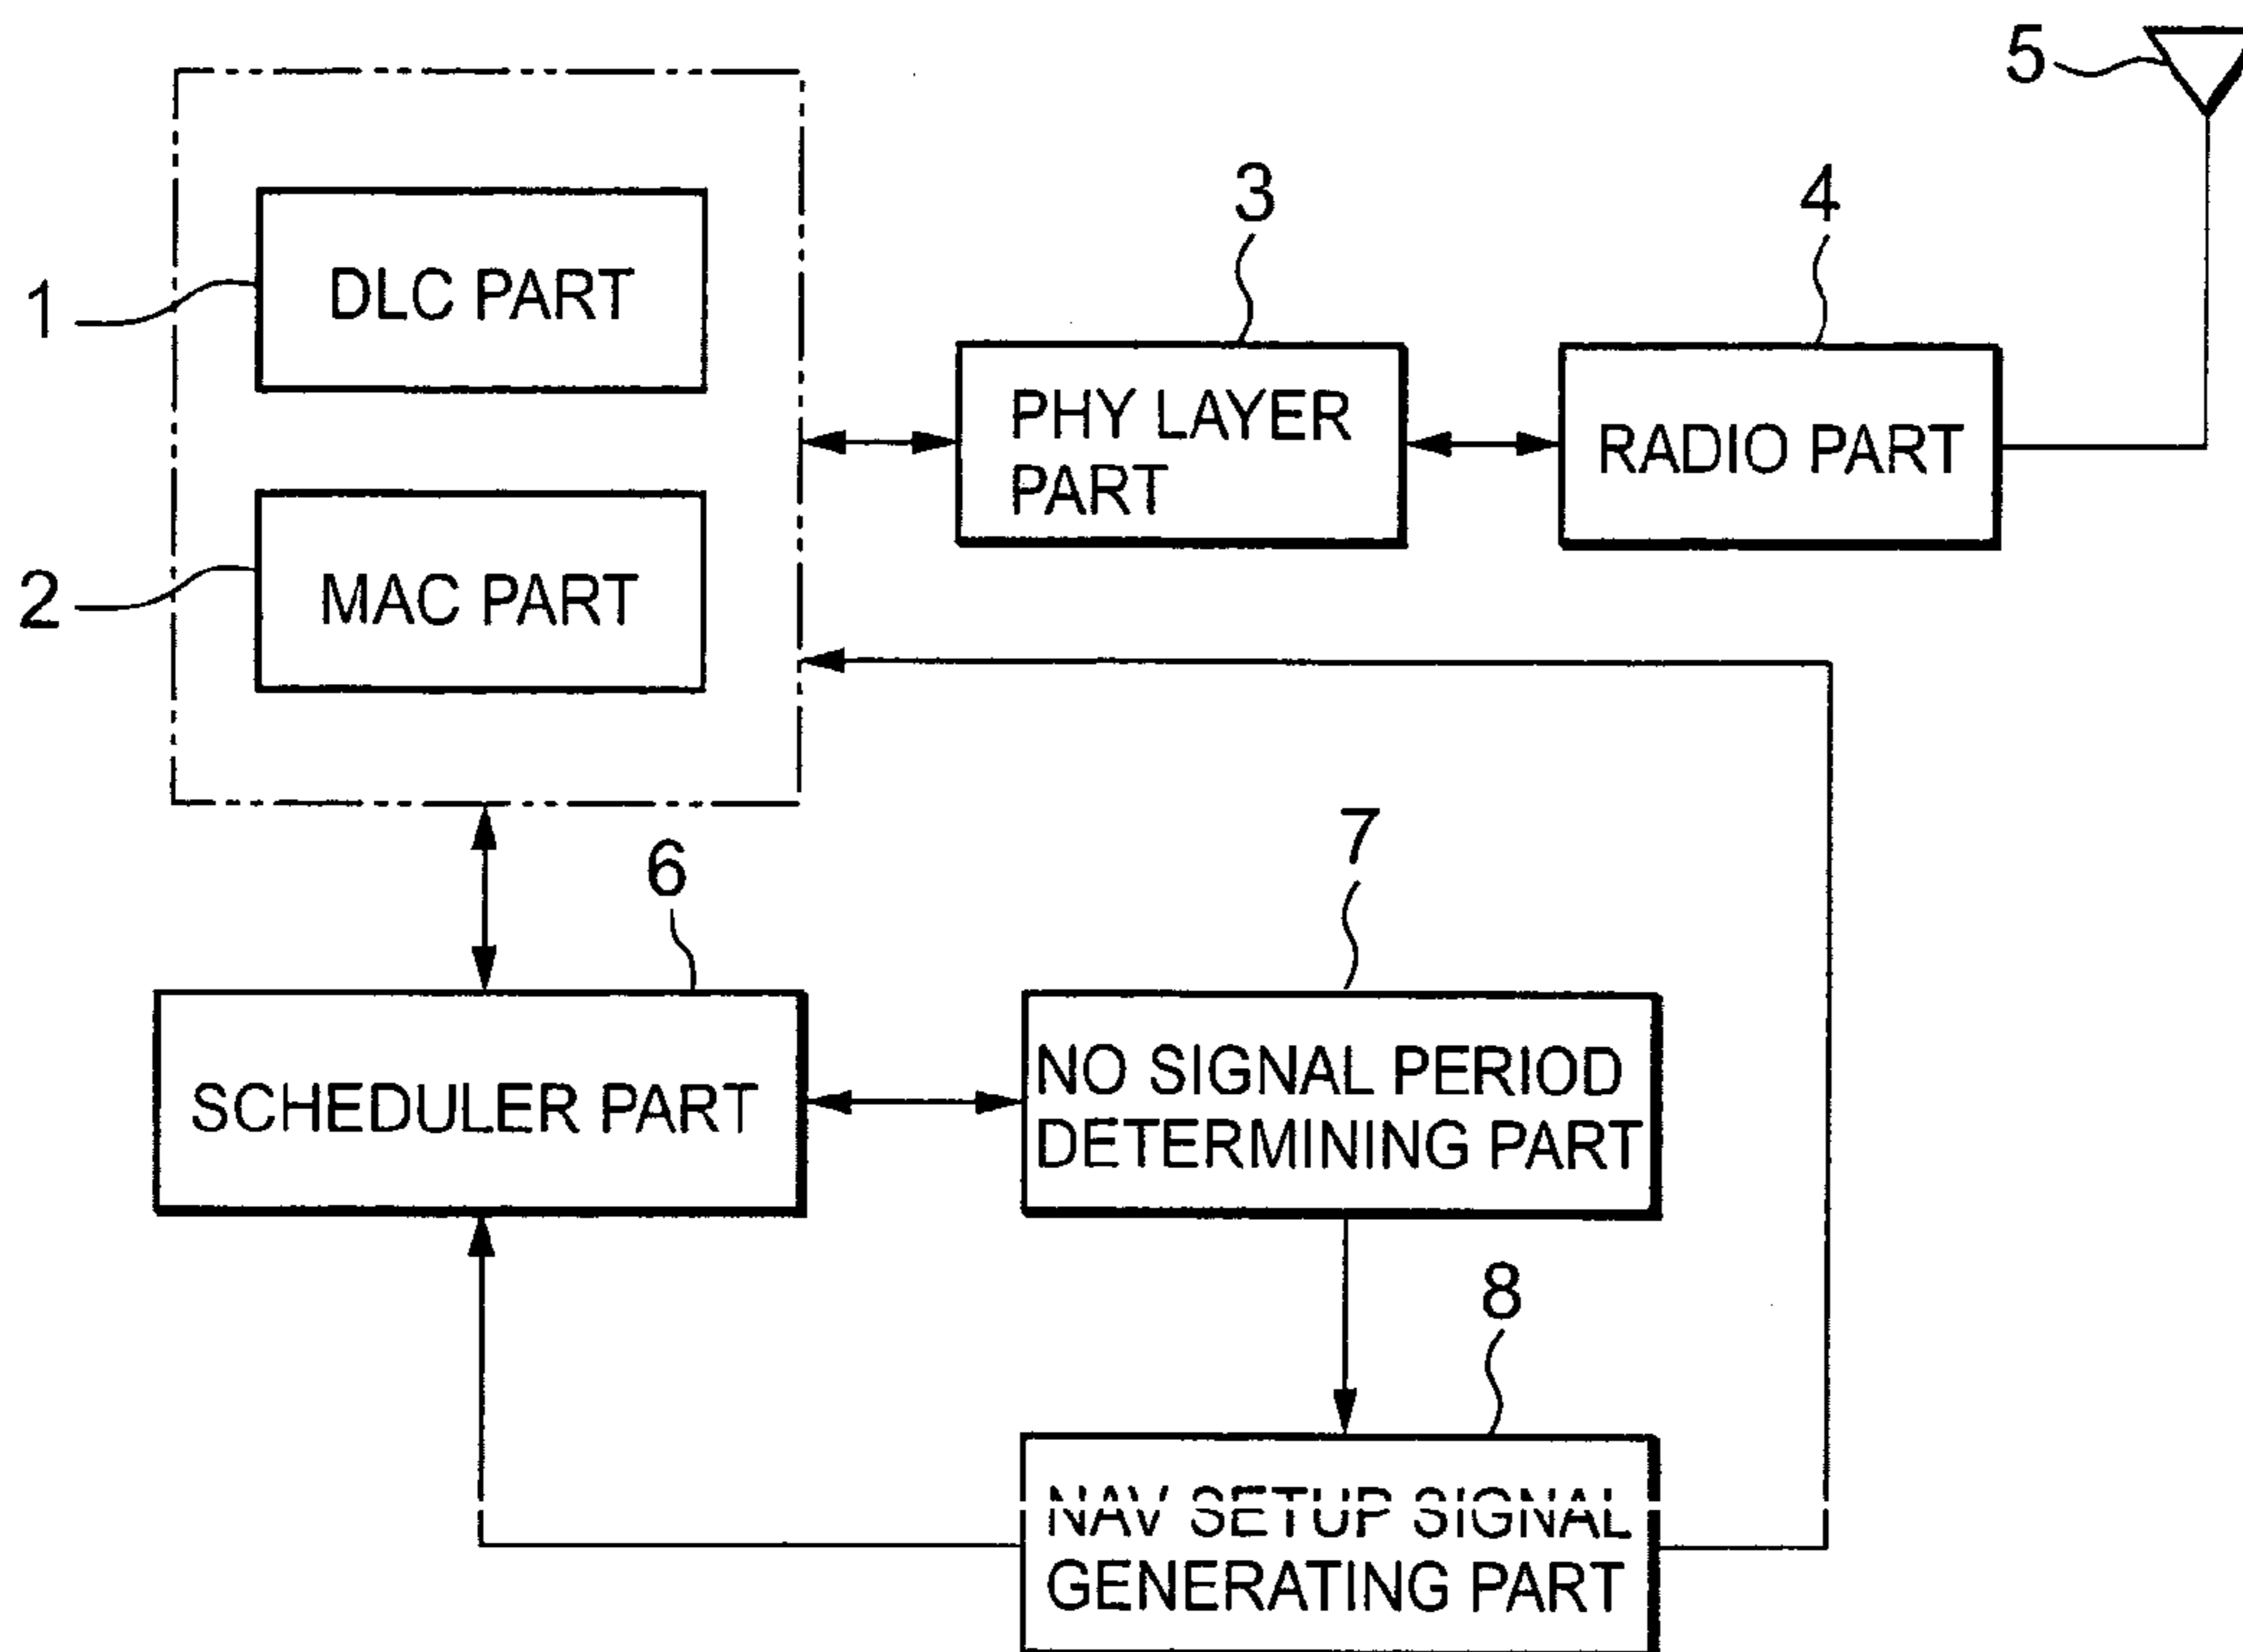 5
3
4
1
DLC PART
PHY LAYER
PART
RADIO PART
2
MAC PART
6
7
SCHEDULER PART
NO SIGNAL PERIOD
DETERMINING PART
8
NAV SETUP SIGNAL
GENERATING PART